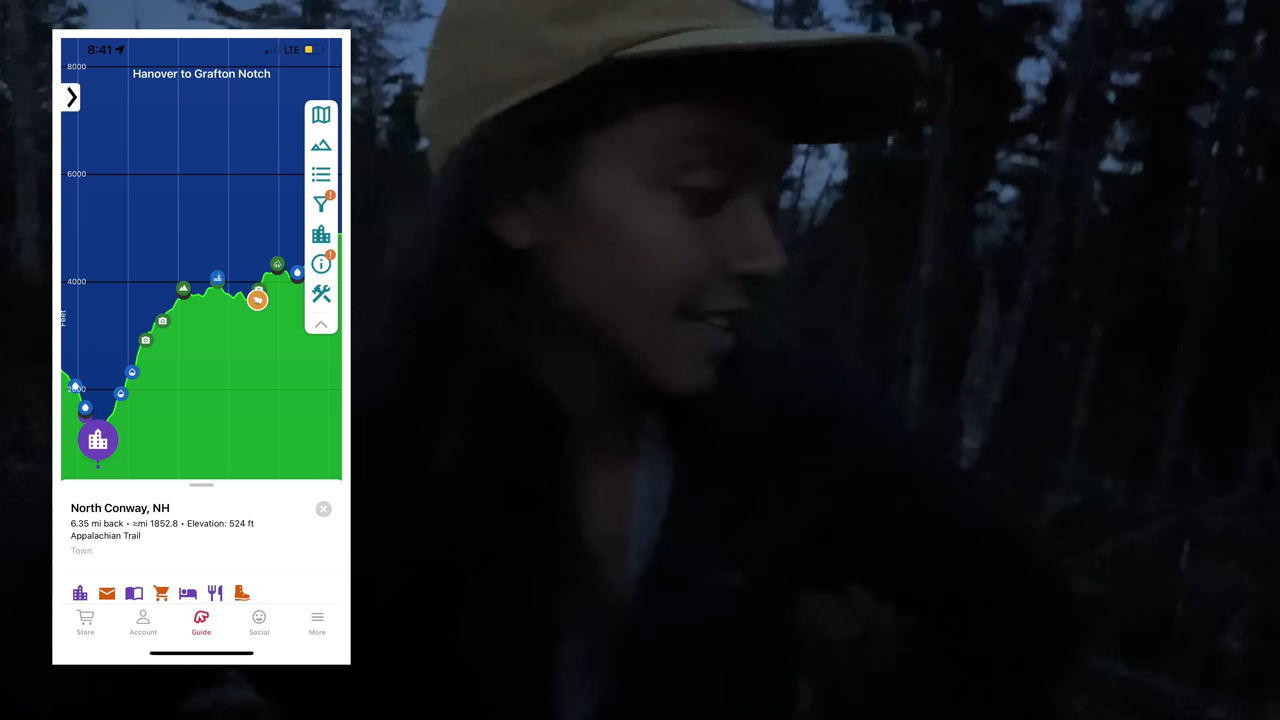 8:41
LTE
8000
Hanover to Grafton Notch
6000
4000
Feet
2000
North Conway, NH
6.35 mi back • ≈mi 1852.8 • Elevation: 524 ft
Appalachian Trail
Town
Store
Account
Guide
Social
More